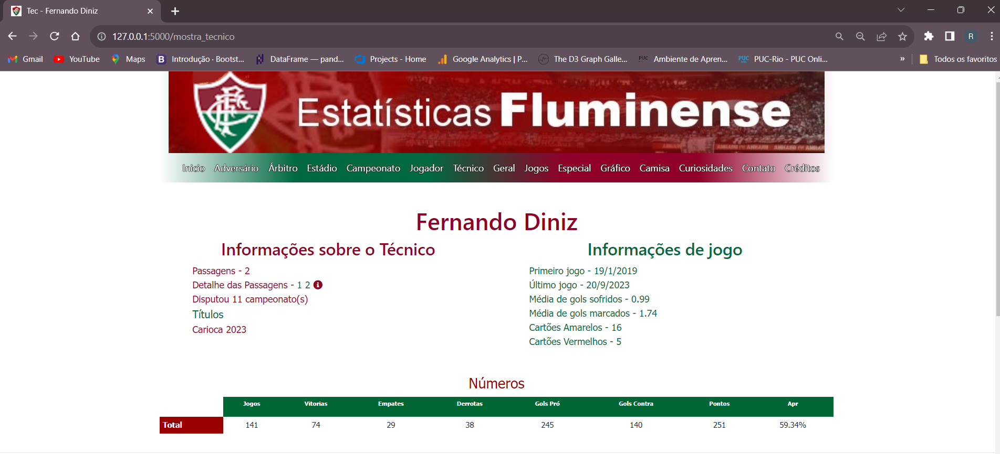 Tec - Fernando Diniz
127.0.0.1:5000/mostra_tecnico
R
Gmail YouTube Maps Introdução · Bootst... DataFrame — pand... Projects - Home Google Analytics | P... The D3 Graph Galle... PUC Ambiente de Apren... PUC PUC-Rio - PUC Onli... » Todos os favoritos
Estatísticas Fluminense
Inicio Adversário Árbitro Estádio Campeonato Jogador Técnico Geral Jogos Especial Gráfico Camisa Curiosidades Contato Créditos
Fernando Diniz
Informações sobre o Técnico
Passagens - 2
Detalhe das Passagens - 1 2
Disputou 11 campeonato(s)
Títulos
Carioca 2023
Informações de jogo
Primeiro jogo - 19/1/2019
Último jogo - 20/9/2023
Média de gols sofridos - 0.99
Média de gols marcados - 1.74
Cartões Amarelos - 16
Cartões Vermelhos - 5
Números
Jogos Vitorias Empates Derrotas Gols Pró Gols Contra Pontos Apr
Total 141 74 29 38 245 140 251 59.34%